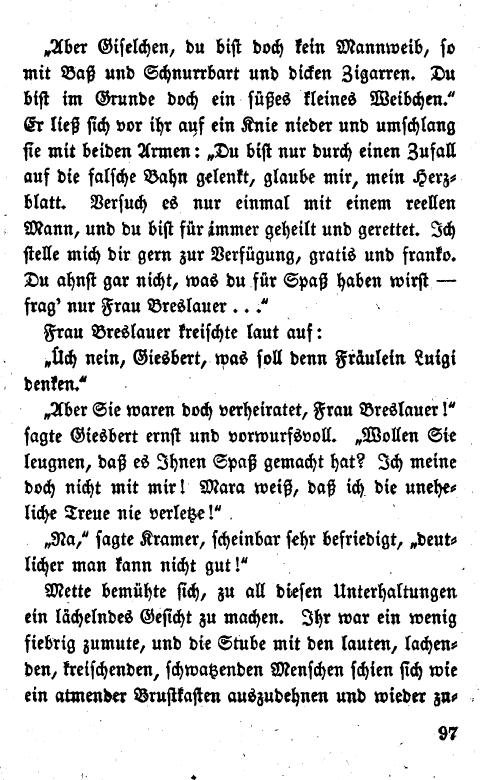 „Aber Giselchen, du bist doch kein Mannweib, so
mit Baß und Schnurrbart und dicken Zigarren. Du
bist im Grunde doch ein süßes kleines Weibchen.“
Er ließ sich vor ihr auf ein Knie nieder und umschlang
sie mit beiden Armen: „Du bist nur durch einen Zufall
auf die falsche Bahn gelenkt, glaube mir, mein Herz-
blatt. Versuch es nur einmal mit einem reellen
Mann, und du bist für immer geheilt und gerettet. Ich
stelle mich dir gern zur Verfügung, gratis und franko.
Du ahnst gar nicht, was du für Spaß haben wirst —
frag’ nur Frau Breslauer . . .“
Frau Breslauer kreischte laut auf:
„Üch nein, Giesbert, was soll denn Fräulein Luigi
denken.“
„Aber Sie waren doch verheiratet, Frau Breslauer!“
sagte Giesbert ernst und vorwurfsvoll. „Wollen Sie
leugnen, daß es Ihnen Spaß gemacht hat? Ich meine
doch nicht mit mir! Mara weiß, daß ich die unehe-
liche Treue nie verletze!“
„Na,“ sagte Kramer, scheinbar sehr befriedigt, „deut-
licher man kann nicht gut!“
Mette bemühte sich, zu all diesen Unterhaltungen
ein lächelndes Gesicht zu machen. Ihr war ein wenig
fiebrig zumute, und die Stube mit den lauten, lachen-
den, kreischenden, schwatzenden Menschen schien sich wie
ein atmender Brustkasten auszudehnen und wieder zu-
97